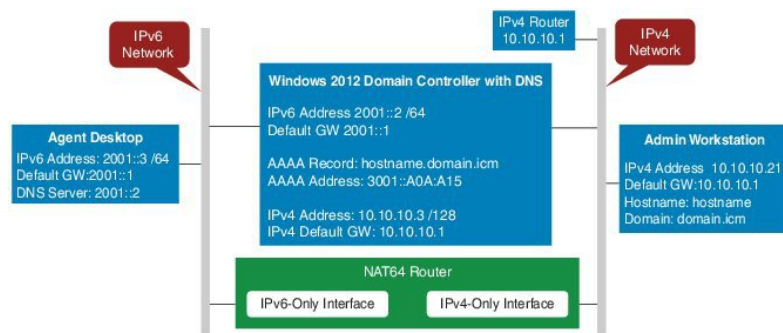 IPv6
Network
IPv4 Router
10.10.10.1
IPv4
Network
Windows 2012 Domain Controller with DNS
IPv6 Address 2001::2 /64
Default GW 2001::1
AAAA Record: hostname.domain.icm
AAAA Address: 3001::A0A:A15
IPv4 Address: 10.10.10.3 /128
IPv4 Default GW: 10.10.10.1
Agent Desktop
IPv6 Address: 2001::3 /64
Default GW:2001::1
DNS Server: 2001::2
Admin Workstation
IPv4 Address 10.10.10.21
Default GW:10.10.10.1
Hostname: hostname
Domain: domain.icm
NAT64 Router
IPv6-Only Interface
IPv4-Only Interface